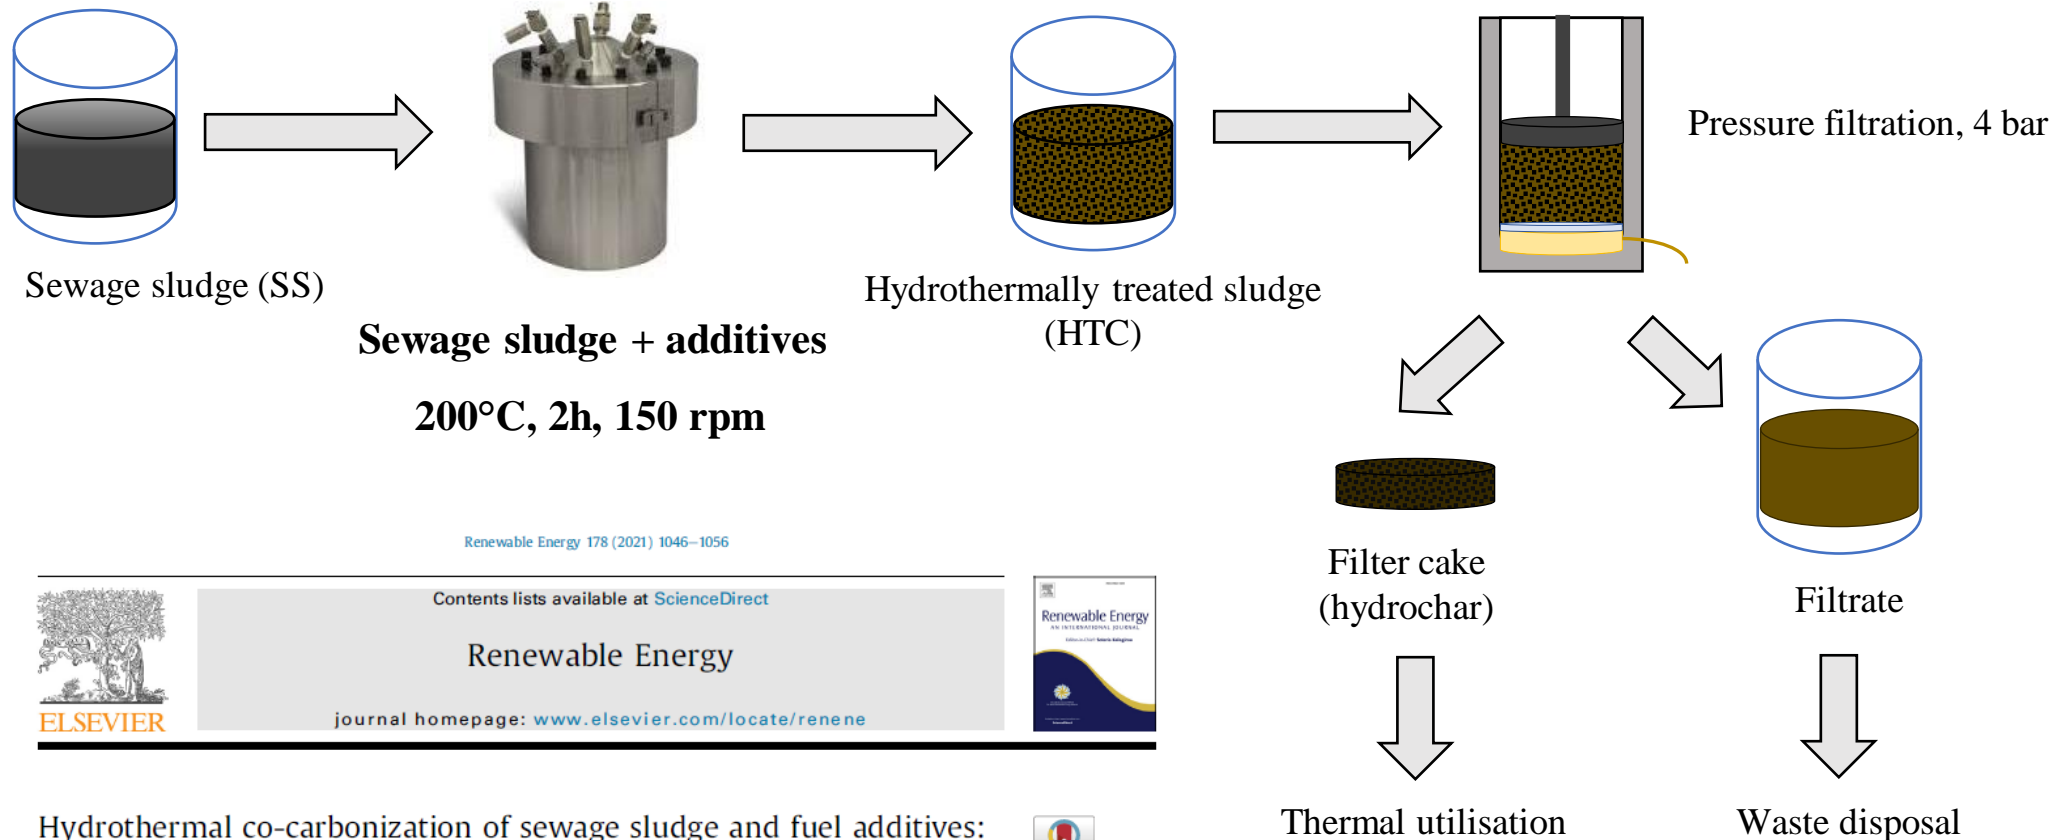 Pressure filtration, 4 bar
Sewage sludge (SS)
Hydrothermally treated sludge
(HTC)
Sewage sludge + additives
200°C, 2h, 150 rpm
Filter cake
(hydrochar)
Filtrate
Thermal utilisation
Waste disposal
Renewable Energy 178 (2021) 1046–1056
Contents lists available at ScienceDirect
Renewable Energy
journal homepage: www.elsevier.com/locate/renene
ELSEVIER
Renewable Energy
AN INTERNATIONAL JOURNAL
Hydrothermal co-carbonization of sewage sludge and fuel additives: